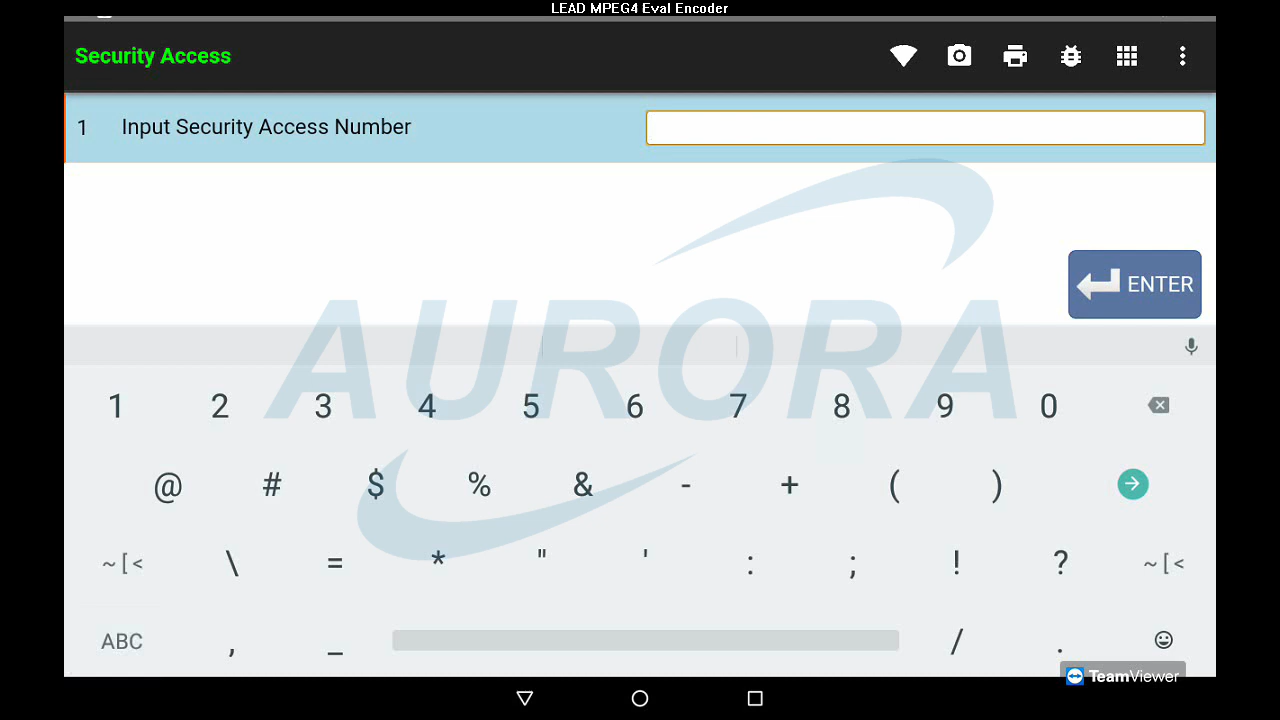 LEAD MPEG4 Eval Encoder
Security Access
1 Input Security Access Number
ENTER
AURORA
1 2 3 4 5 6 7 8 9 0
@ # $ % & - + ( )
~ [ < \ = * " ' : ; ! ? ~ [ <
ABC , _ / .
TeamViewer